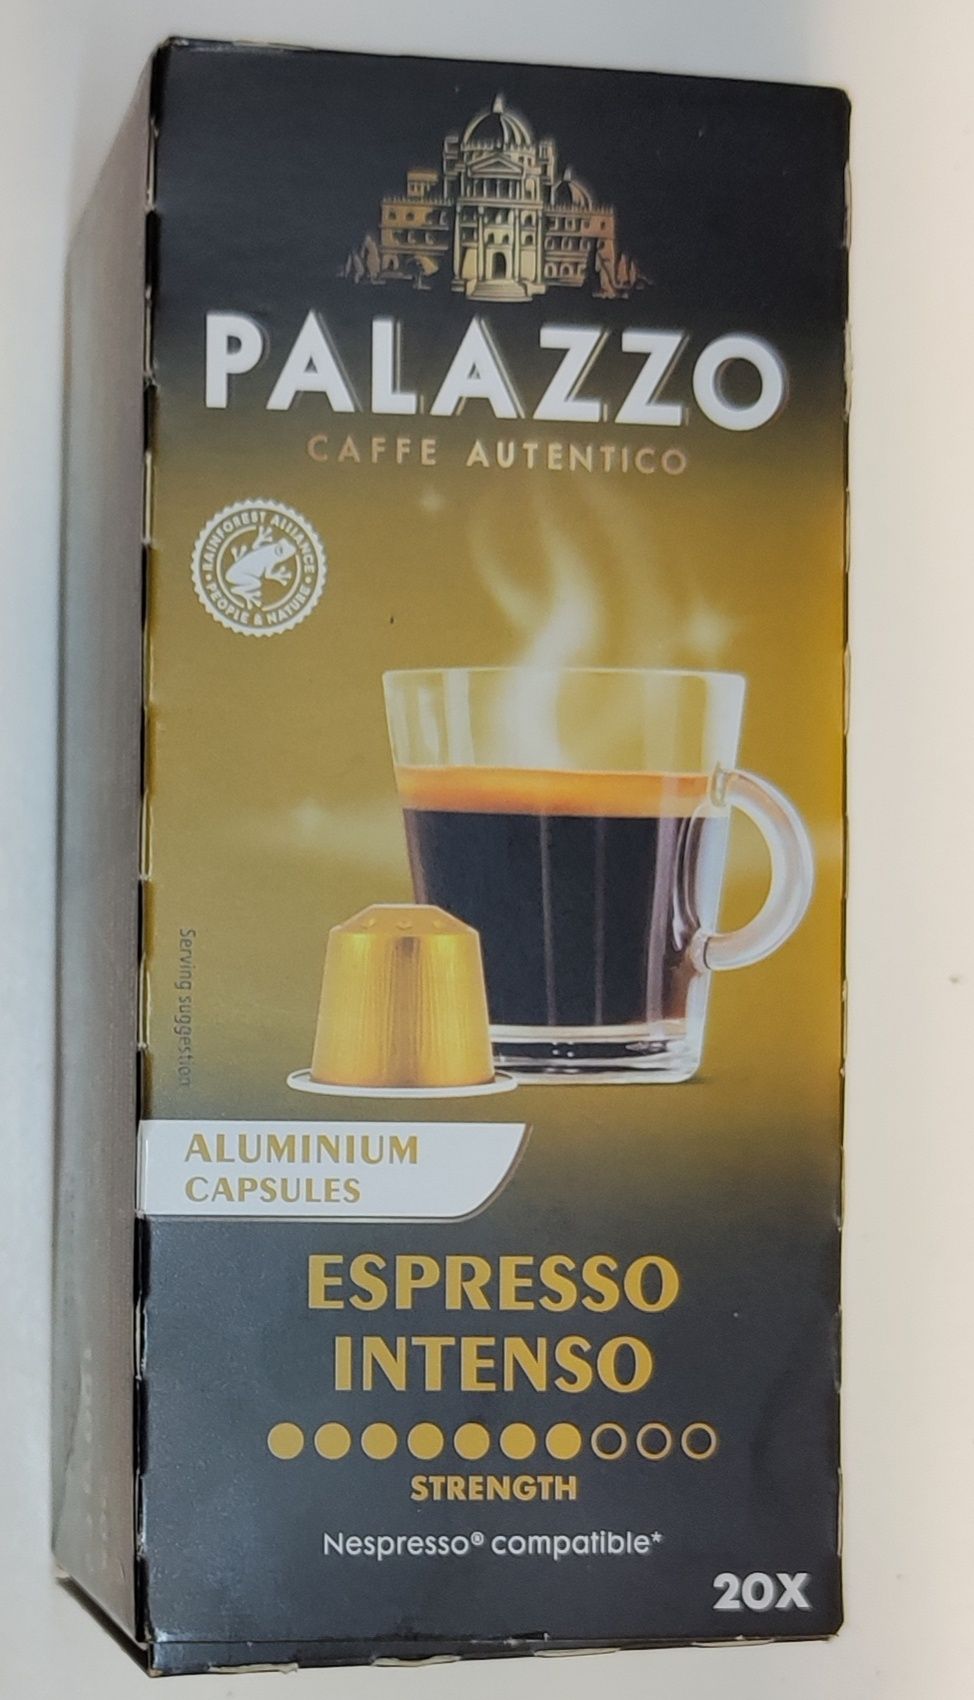 PALAZZO
CAFFE AUTENTICO
RAINFOREST ALLIANCE
PEOPLE & NATURE
Serving suggestion
ALUMINIUM
CAPSULES
ESPRESSO
INTENSO
STRENGTH
Nespresso® compatible*
20X